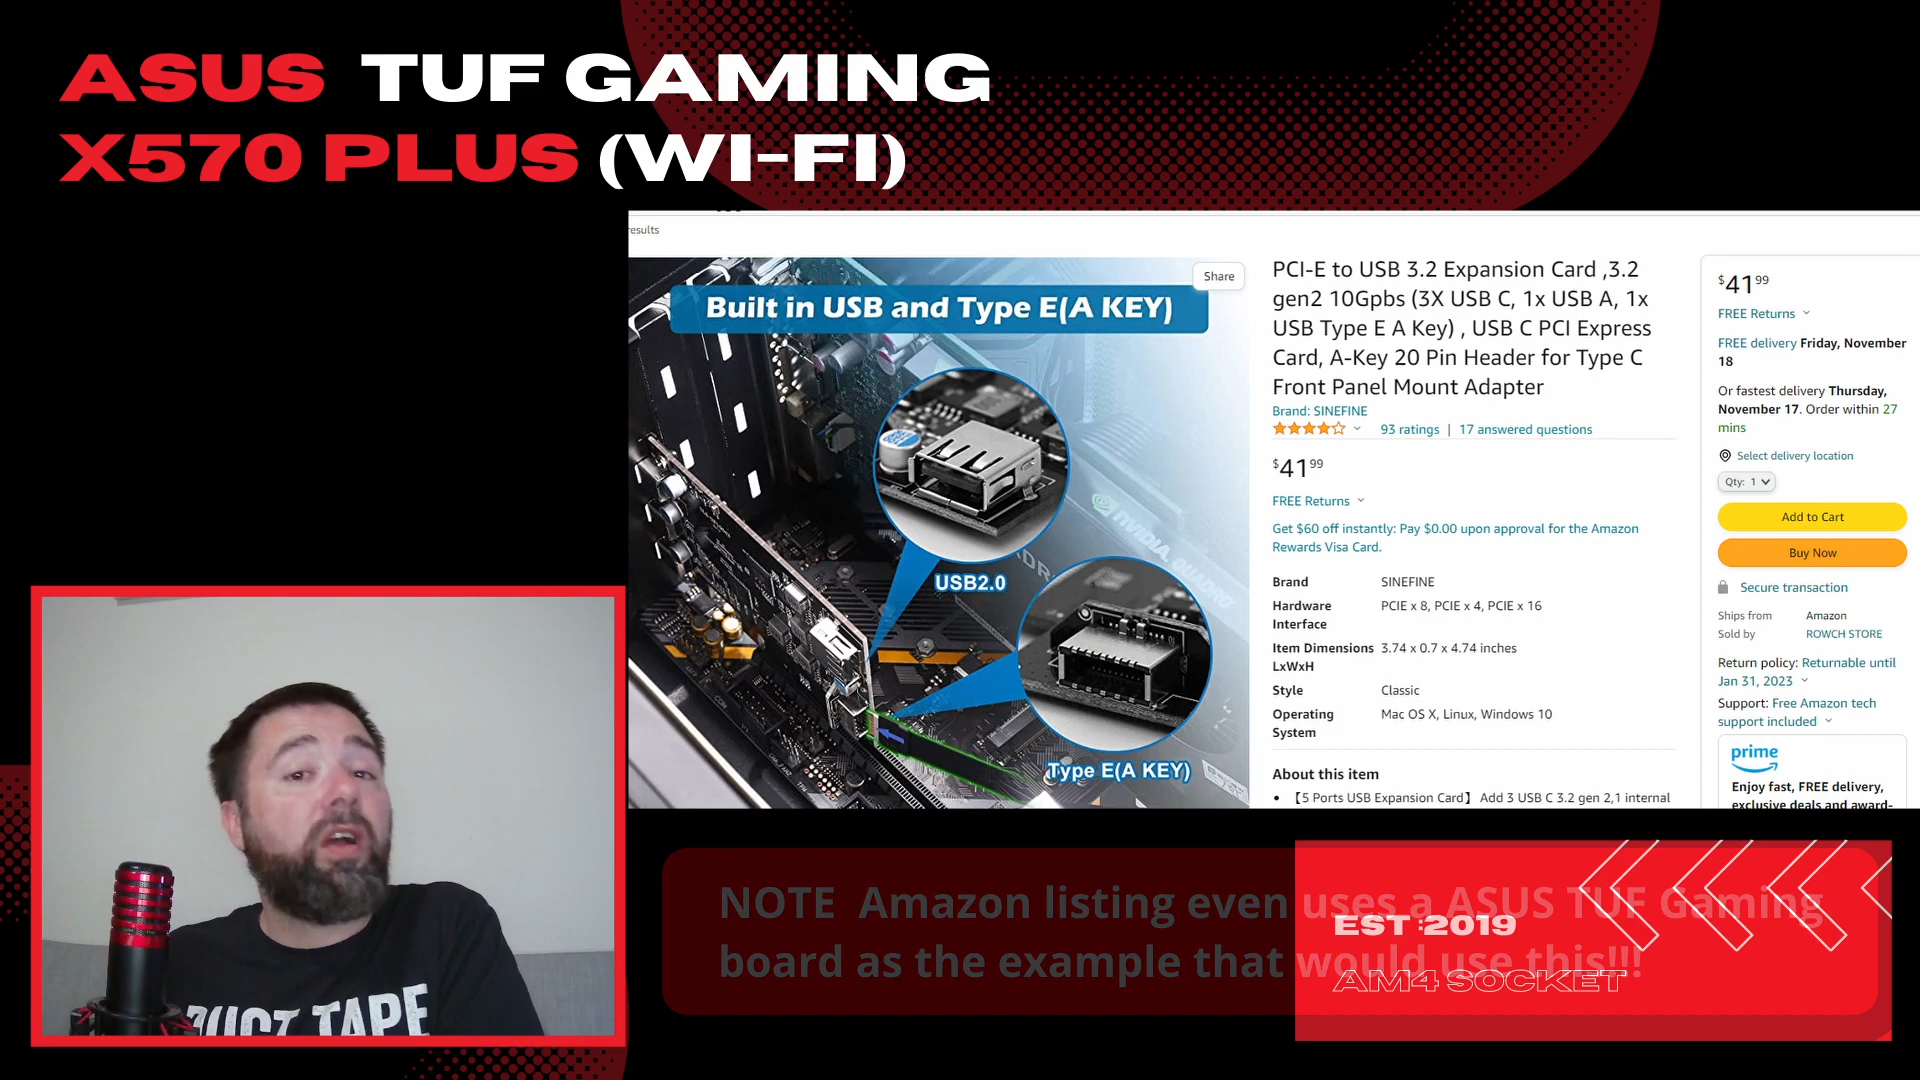 ASUS TUF GAMING
X570 PLUS (WI-FI)
results
Share
Built in USB and Type E(A KEY)
USB2.0
Type E(A KEY)
NVIDIA QUADRO
PCI-E to USB 3.2 Expansion Card ,3.2
gen2 10Gpbs (3X USB C, 1x USB A, 1x
USB Type E A Key) , USB C PCI Express
Card, A-Key 20 Pin Header for Type C
Front Panel Mount Adapter
Brand: SINEFINE
93 ratings | 17 answered questions
$41 99
FREE Returns
Get $60 off instantly: Pay $0.00 upon approval for the Amazon
Rewards Visa Card.
Brand SINEFINE
Hardware Interface PCIE x 8, PCIE x 4, PCIE x 16
Item Dimensions LxWxH 3.74 x 0.7 x 4.74 inches
Style Classic
Operating System Mac OS X, Linux, Windows 10
About this item
• 【5 Ports USB Expansion Card】 Add 3 USB C 3.2 gen 2,1 internal
$41 99
FREE Returns
FREE delivery Friday, November
18
Or fastest delivery Thursday,
November 17. Order within 27
mins
Select delivery location
Qty: 1
Add to Cart
Buy Now
Secure transaction
Ships from Amazon
Sold by ROWCH STORE
Return policy: Returnable until
Jan 31, 2023
Support: Free Amazon tech
support included
prime
Enjoy fast, FREE delivery,
exclusive deals and award-
NOTE Amazon listing even uses a ASUS TUF Gaming
board as the example that would use this!!!
EST :2019
AM4 SOCKET
DUCT TAPE